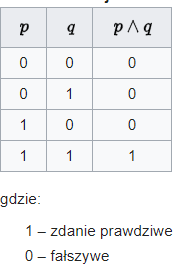 p q p ∧ q
0 0 0
0 1 0
1 0 0
1 1 1
gdzie:
1 – zdanie prawdziwe
0 – fałszywe